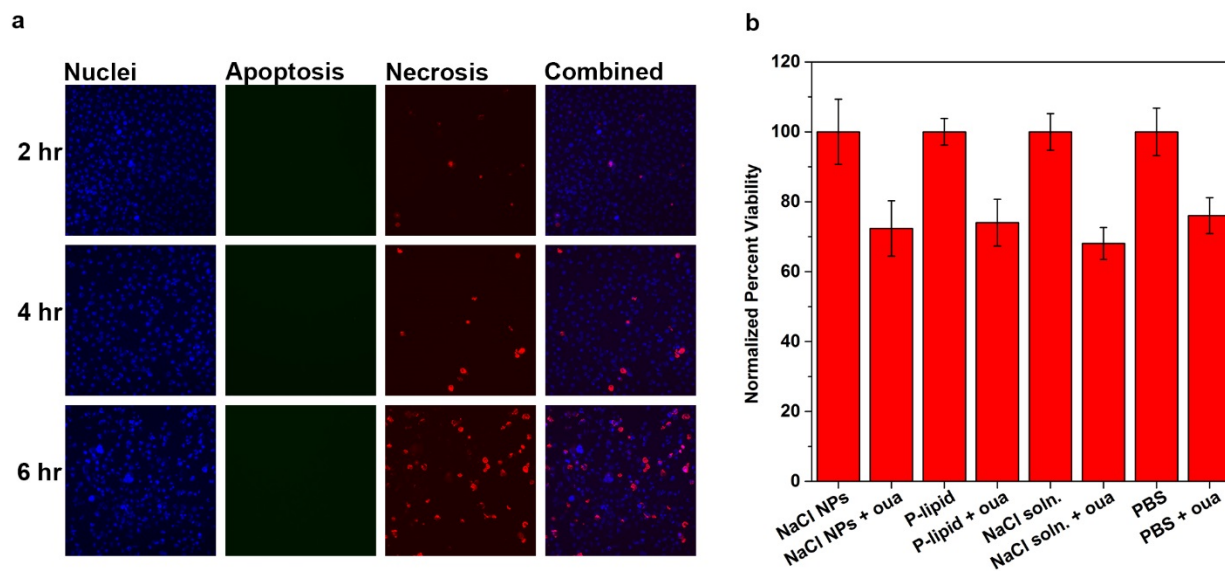 a
Nuclei Apoptosis Necrosis Combined
2 hr
4 hr
6 hr
b
120
100
80
60
40
20
0
Normalized Percent Viability
NaCl NPs
NaCl NPs + oua
P-lipid
P-lipid + oua
NaCl soln.
NaCl soln. + oua
PBS
PBS + oua